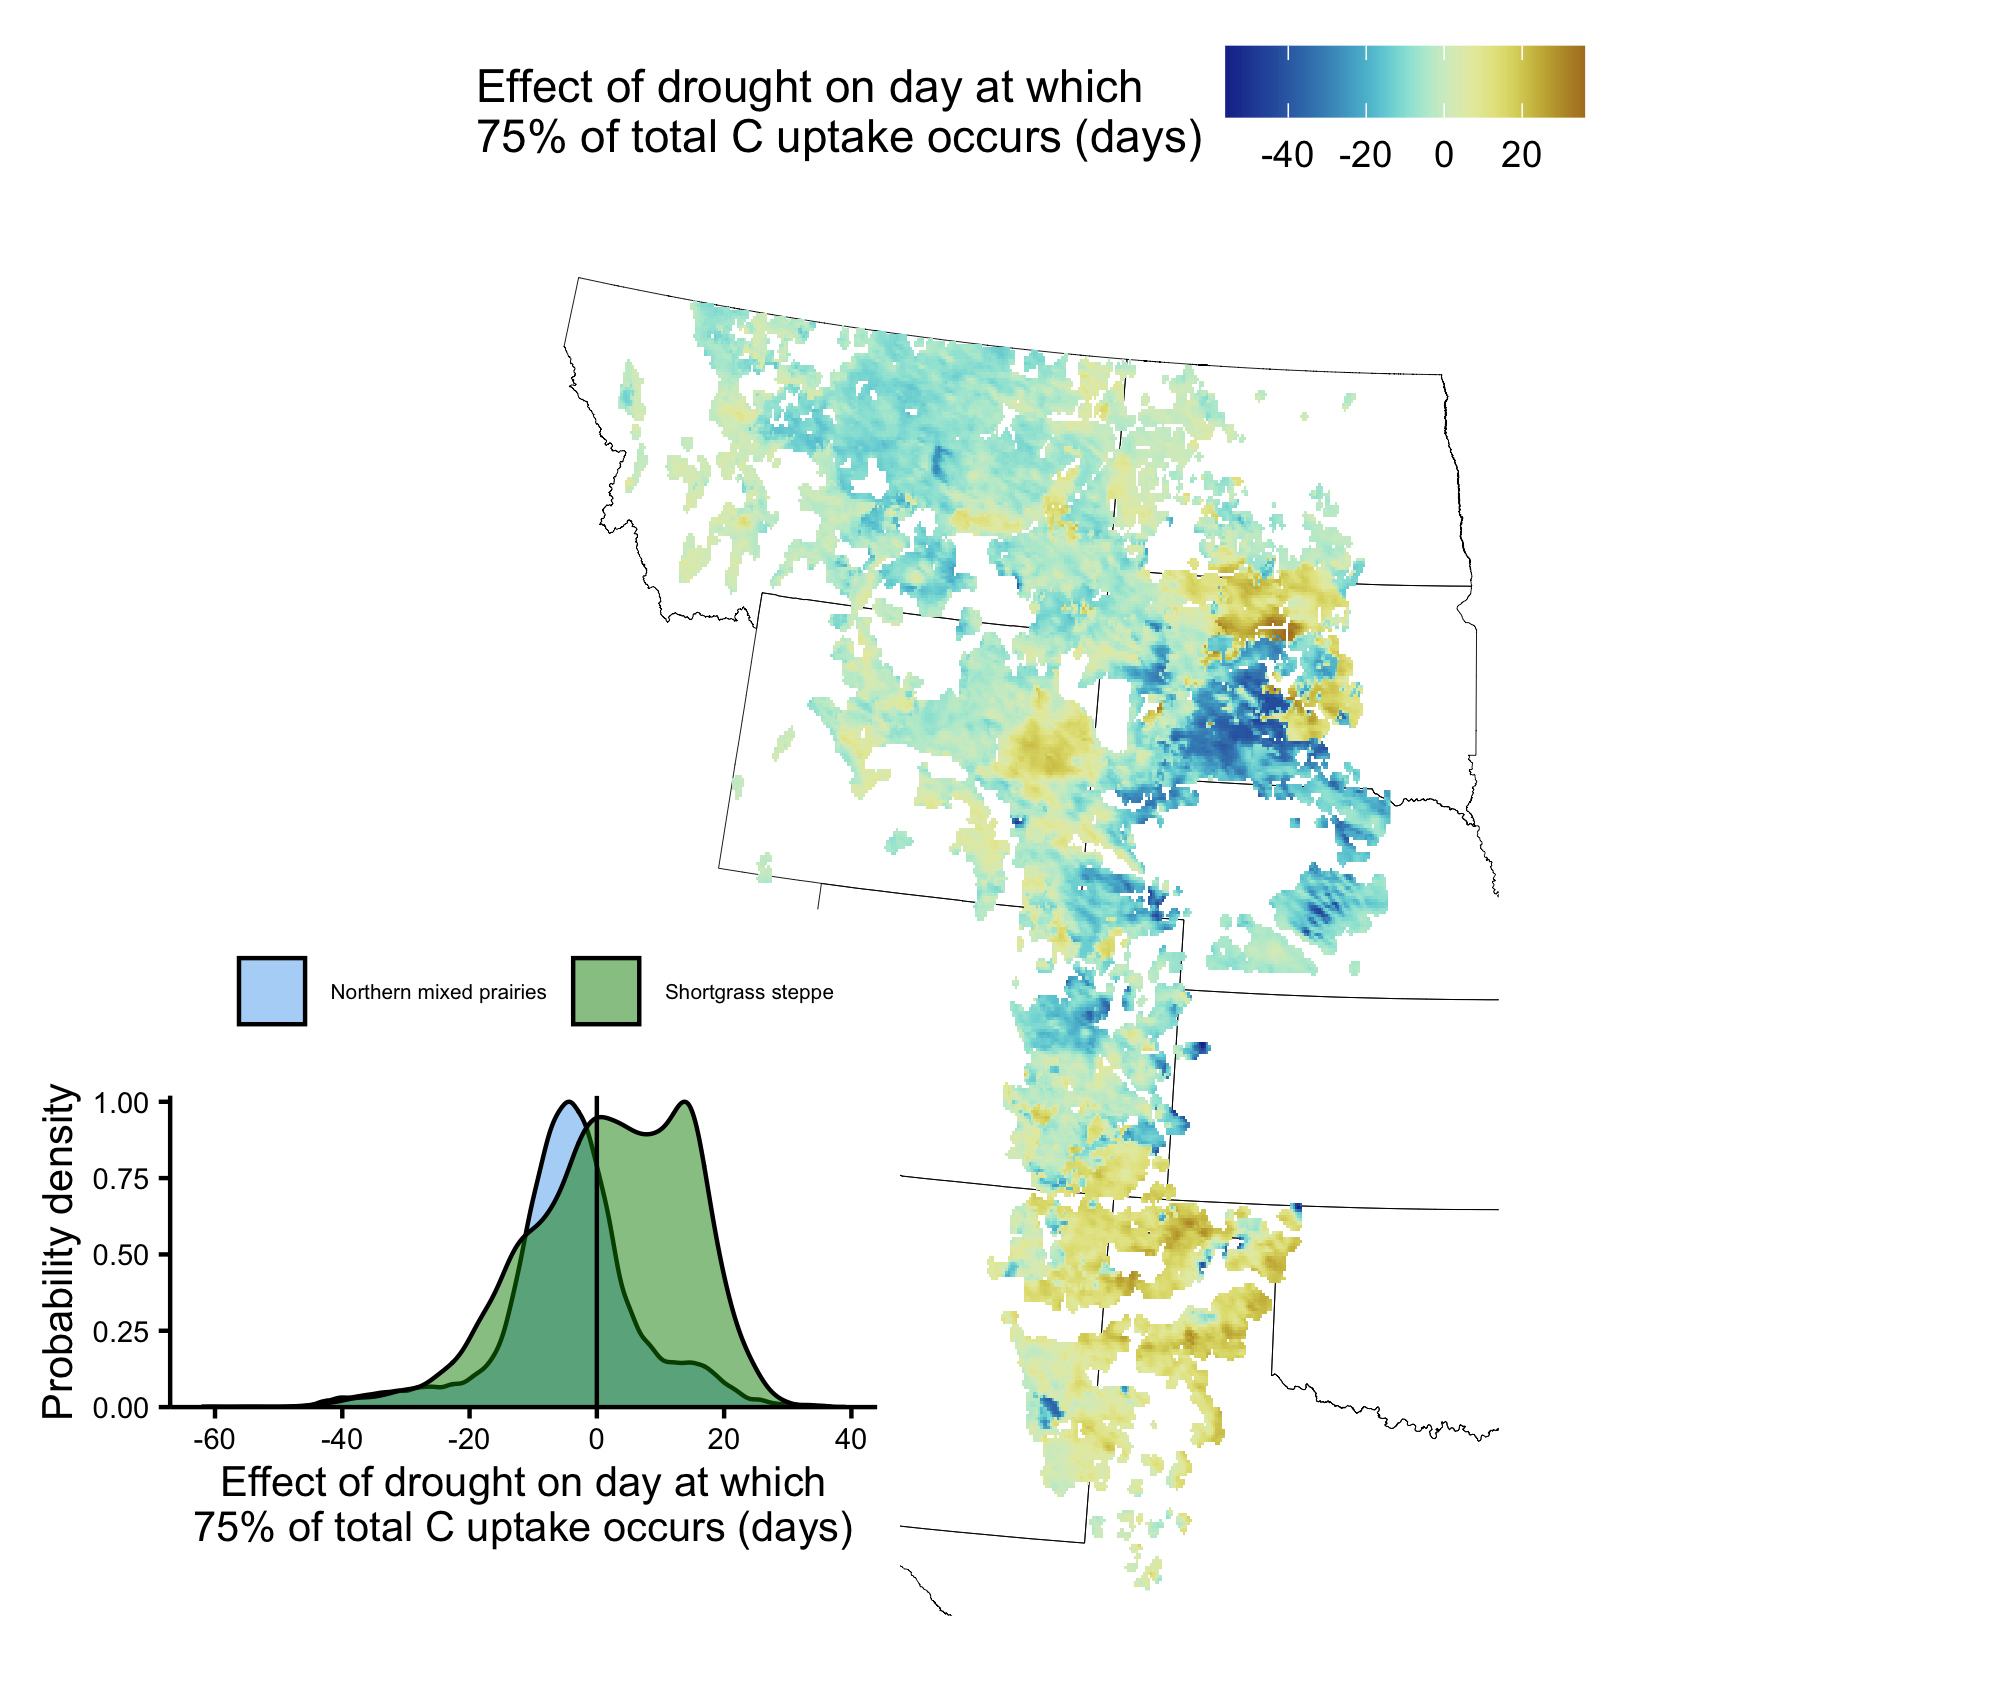 Effect of drought on day at which
75% of total C uptake occurs (days)
-40 -20 0 20
Northern mixed prairies Shortgrass steppe
Probability density
1.00
0.75
0.50
0.25
0.00
-60 -40 -20 0 20 40
Effect of drought on day at which
75% of total C uptake occurs (days)